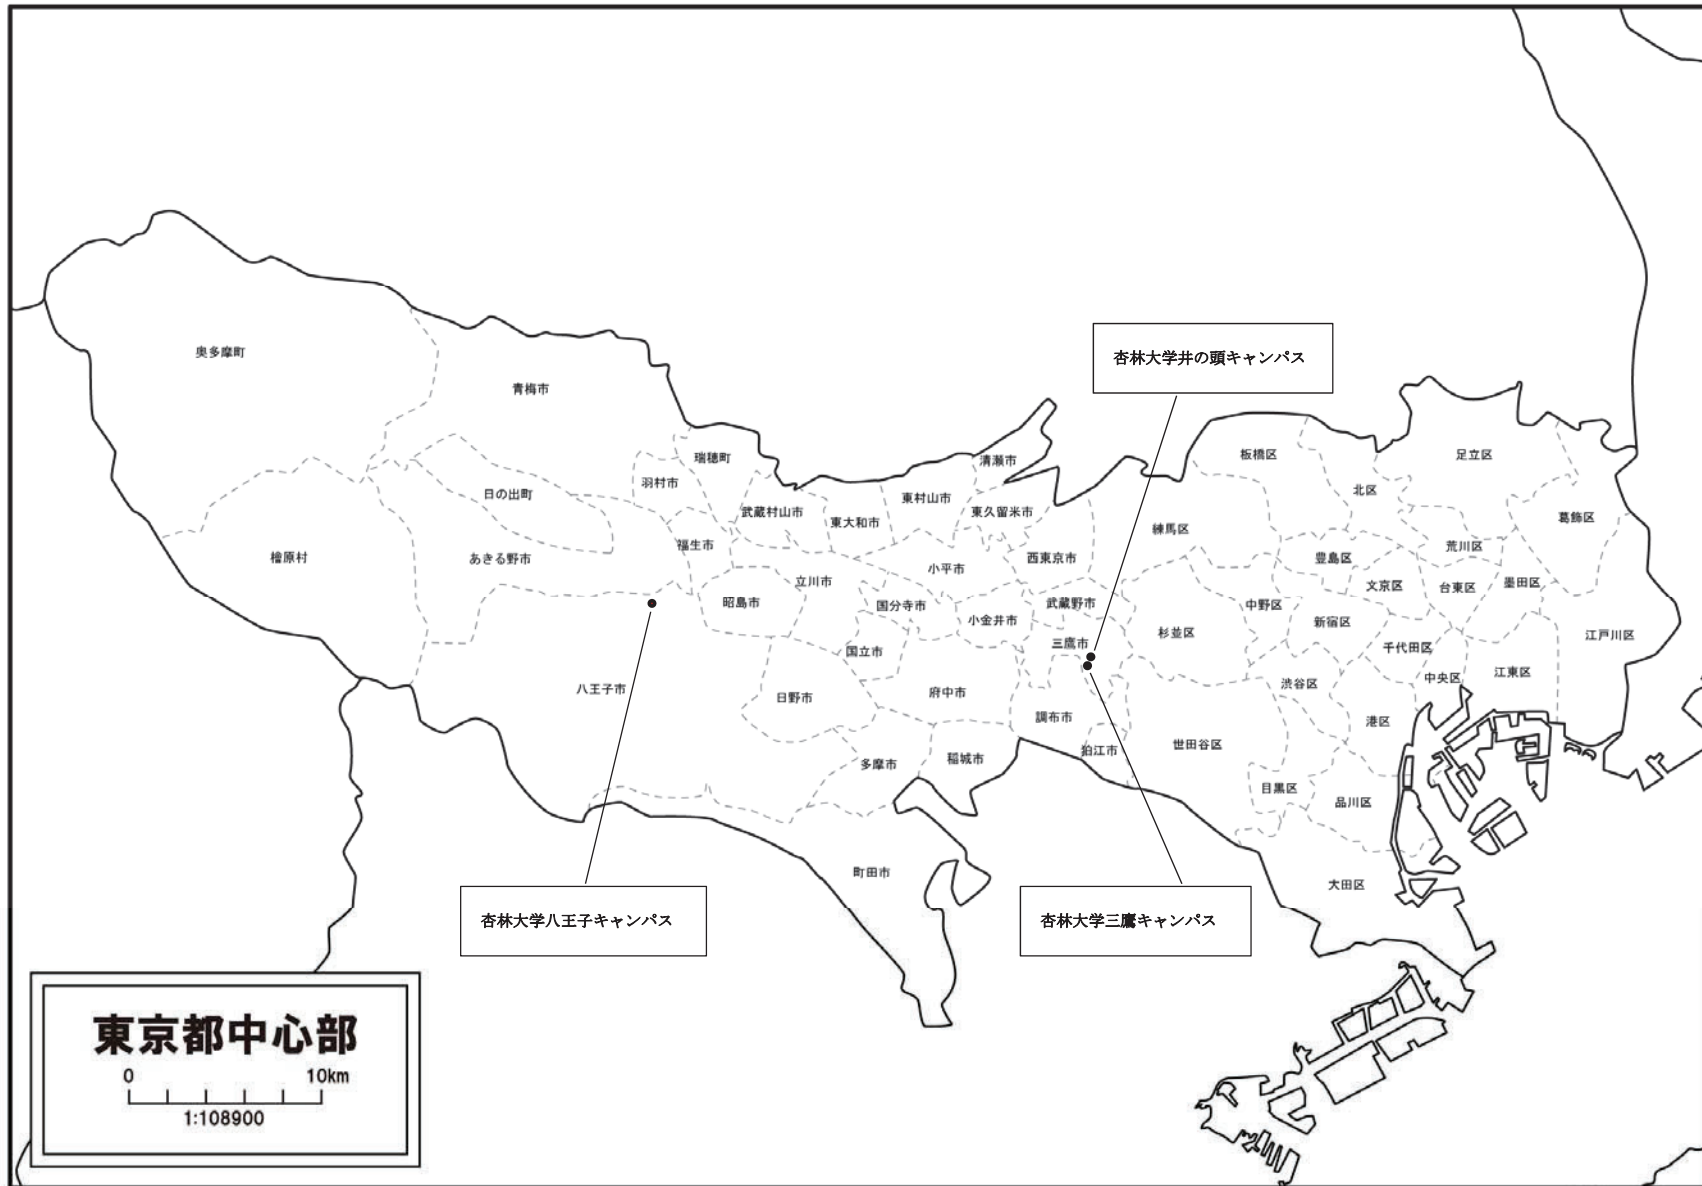 杏林大学井の頭キャンパス
奥多摩町
青梅市
瑞穂町
清瀬市
板橋区
足立区
羽村市
日の出町
武蔵村山市
東大和市
東村山市
東久留米市
北区
葛飾区
練馬区
檜原村
あきる野市
福生市
立川市
小平市
西東京市
豊島区
荒川区
文京区
台東区
墨田区
昭島市
国分寺市
小金井市
武蔵野市
中野区
杉並区
新宿区
江戸川区
国立市
三鷹市
千代田区
八王子市
日野市
府中市
渋谷区
中央区
江東区
調布市
港区
多摩市
稲城市
狛江市
世田谷区
目黒区
品川区
町田市
大田区
杏林大学八王子キャンパス
杏林大学三鷹キャンパス
東京都中心部
0 10km
1:108900